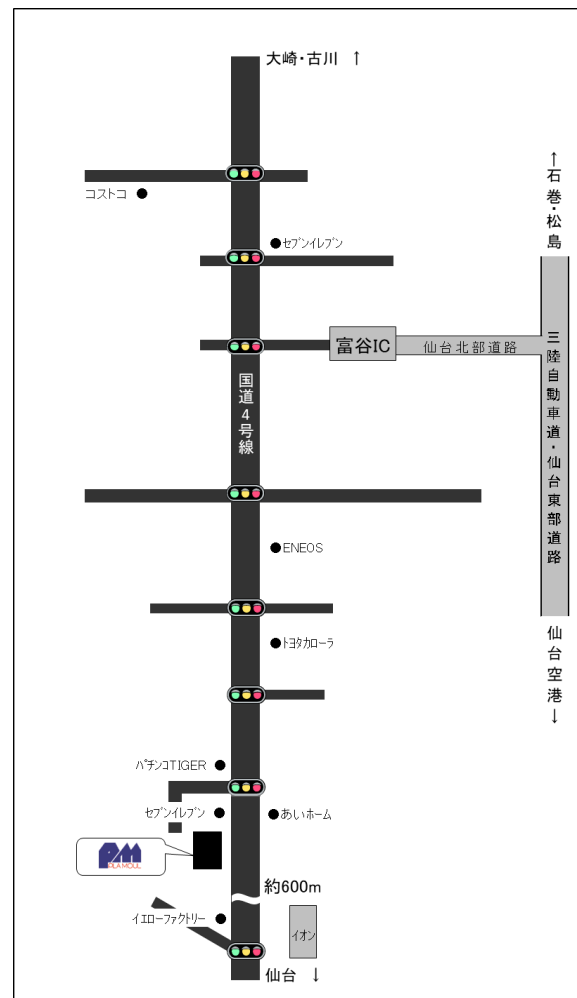 大崎・古川 ↑
コストコ
↑石巻・松島
セブンイレブン
富谷IC
仙台北部道路
三陸自動車道・仙台東部道路
国道4号線
ENEOS
トヨタカローラ
仙台空港↓
パチンコTIGER
セブンイレブン
あいホーム
PM
PLAMOUL
約600m
イエローファクトリー
イオン
仙台 ↓